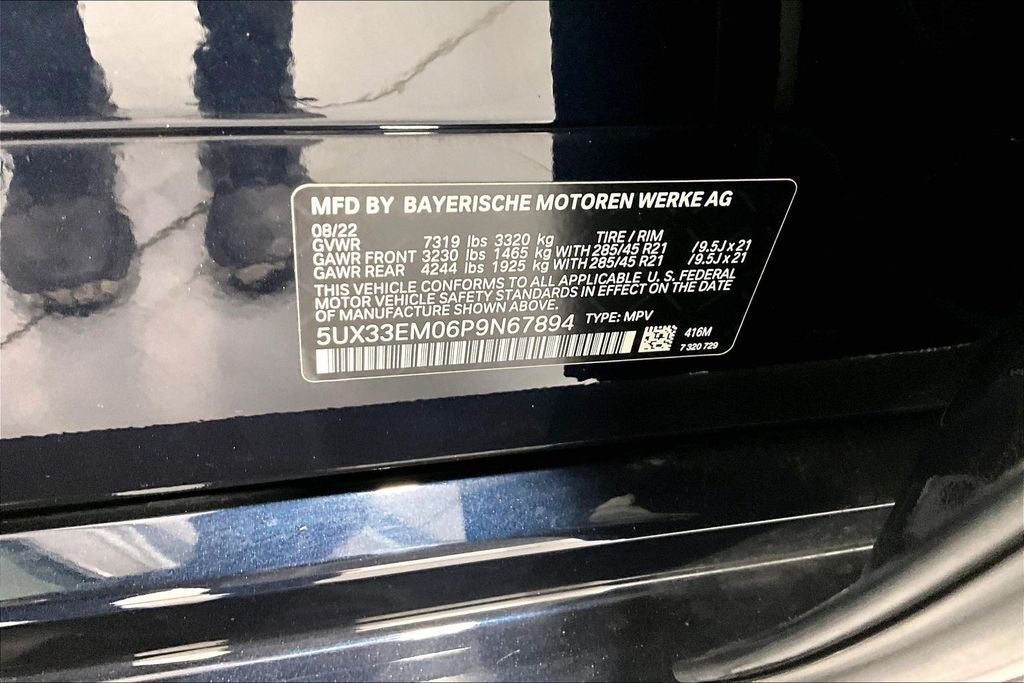 MFD BY BAYERISCHE MOTOREN WERKE AG
08/22 TIRE / RIM
GVWR 7319 lbs 3320 kg
GAWR FRONT 3230 lbs 1465 kg WITH 285/45 R21 /9.5J x 21
GAWR REAR 4244 lbs 1925 kg WITH 285/45 R21 /9.5J x 21
THIS VEHICLE CONFORMS TO ALL APPLICABLE U.S. FEDERAL
MOTOR VEHICLE SAFETY STANDARDS IN EFFECT ON THE DATE
OF MANUFACTURE SHOWN ABOVE.
5UX33EM06P9N67894 TYPE: MPV
416M
7 320 729